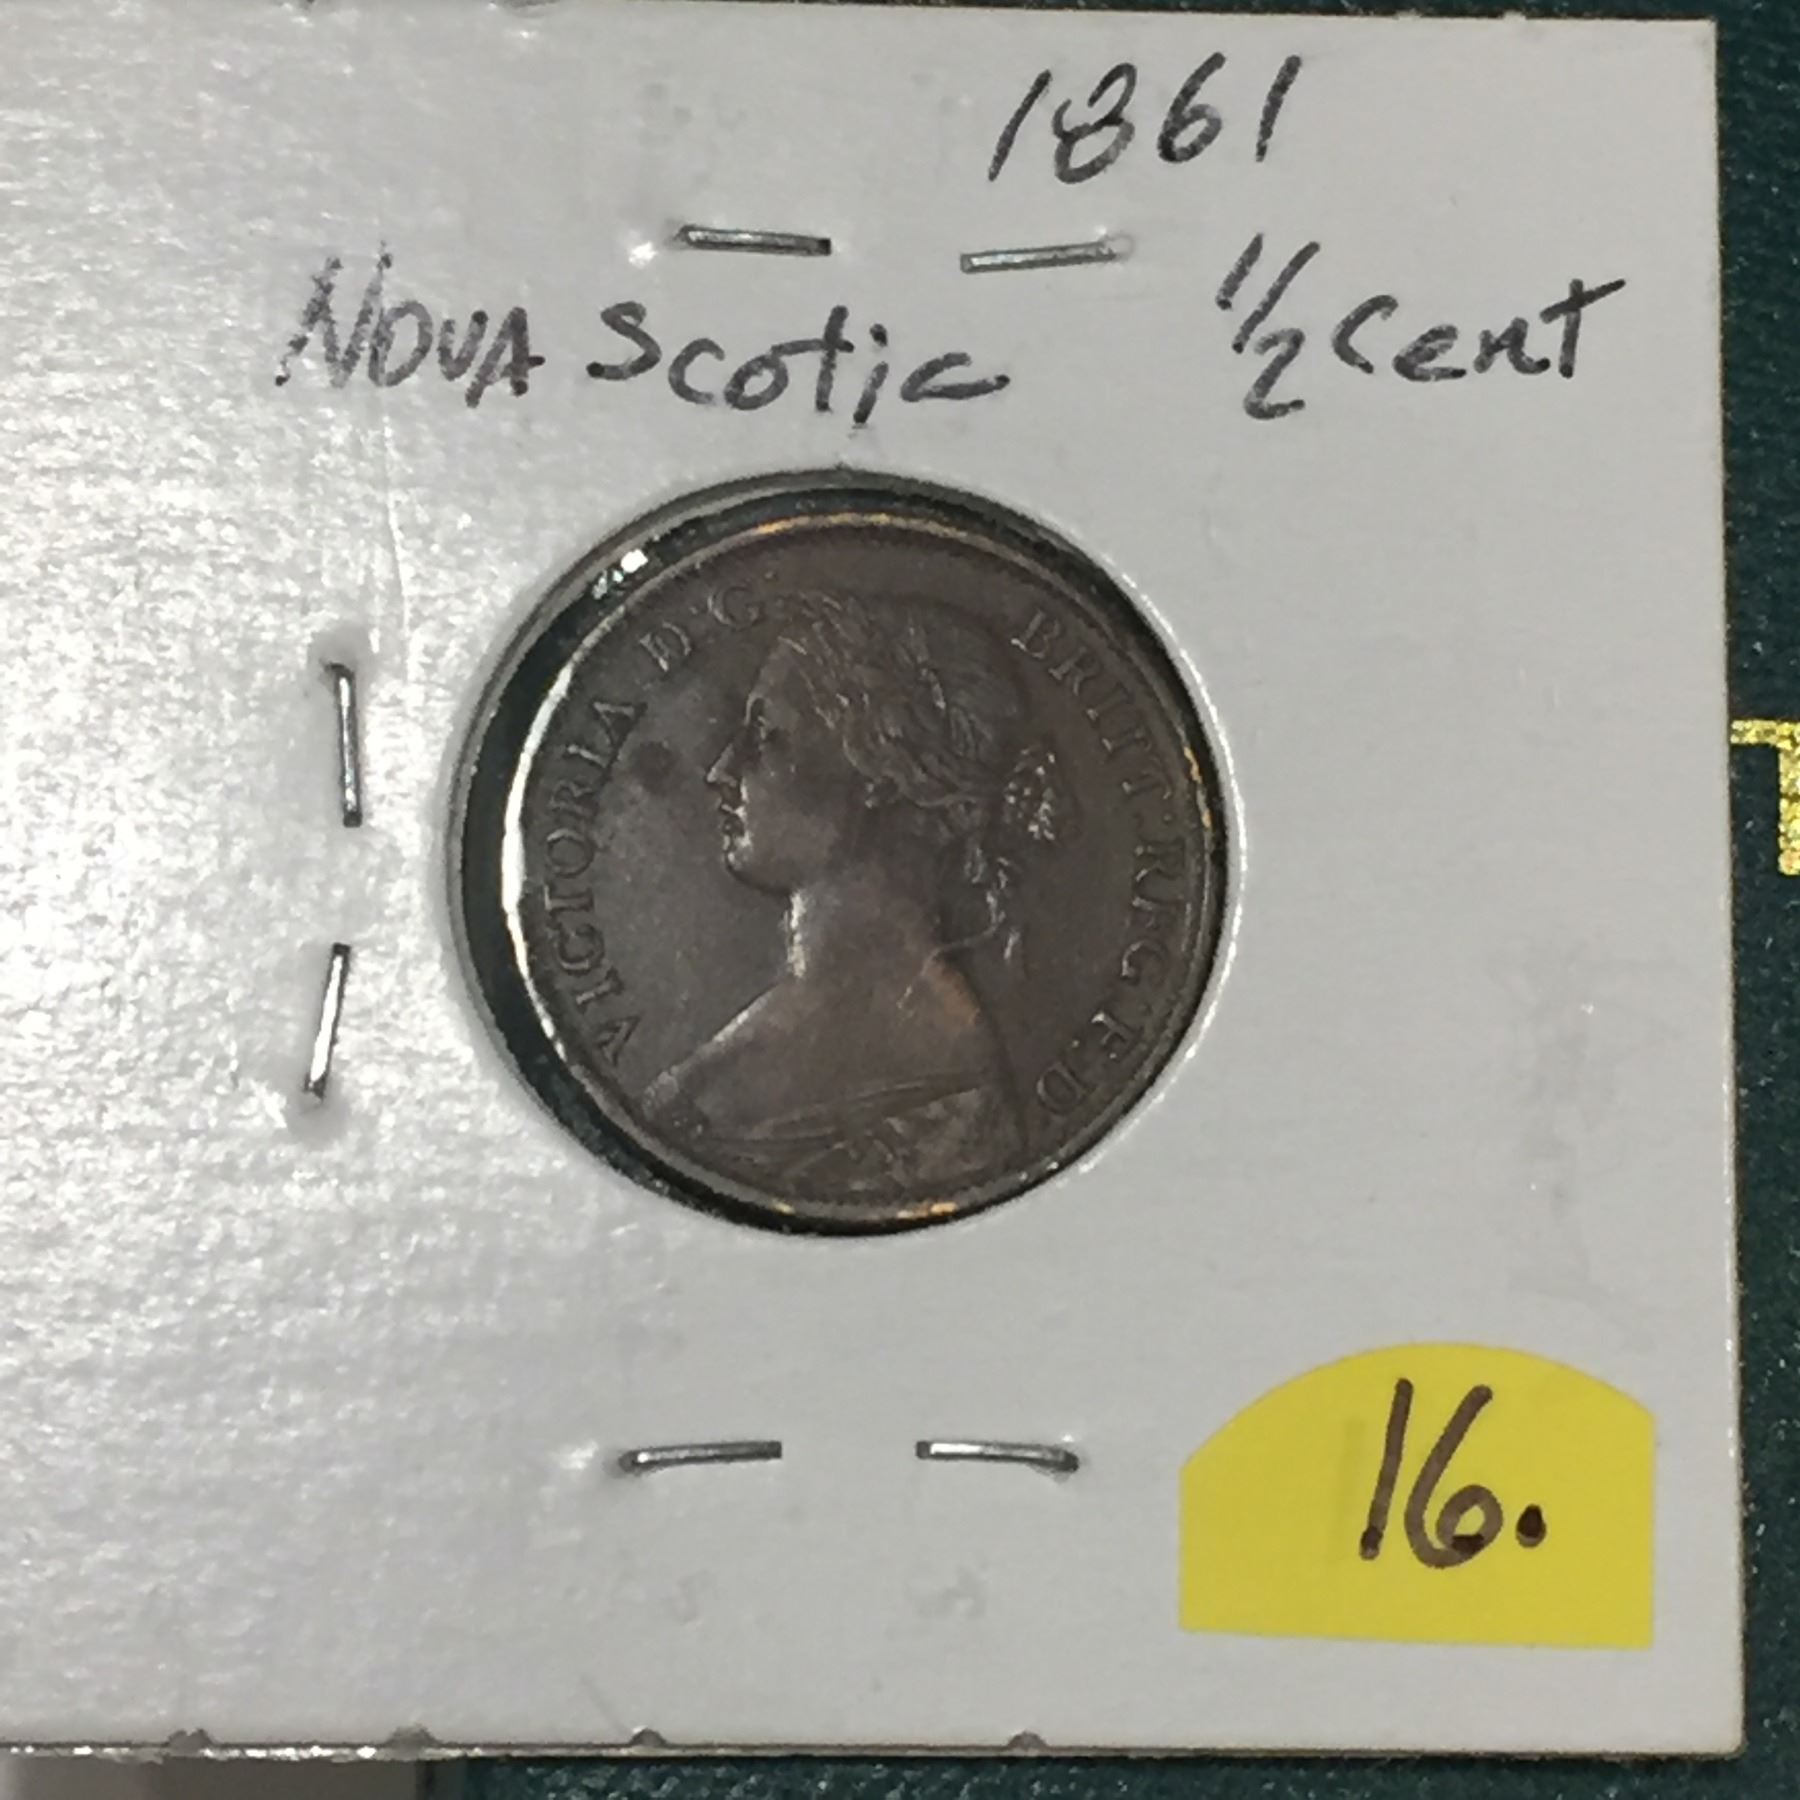 1861
Nova Scotia 1/2 Cent
VICTORIA D:G: BRITT:REG:F:D:
16.